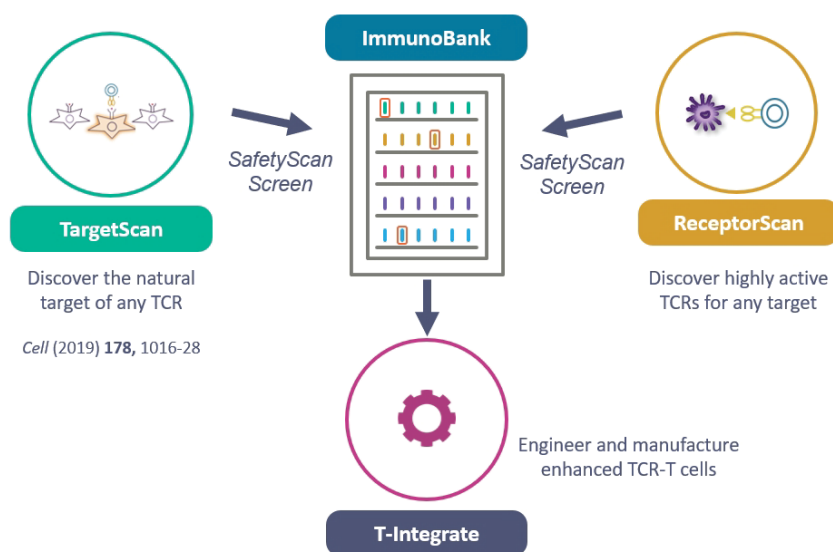 ImmunoBank
SafetyScan
Screen
SafetyScan
Screen
TargetScan
ReceptorScan
Discover the natural
target of any TCR
Discover highly active
TCRs for any target
Cell (2019) 178, 1016-28
Engineer and manufacture
enhanced TCR-T cells
T-Integrate